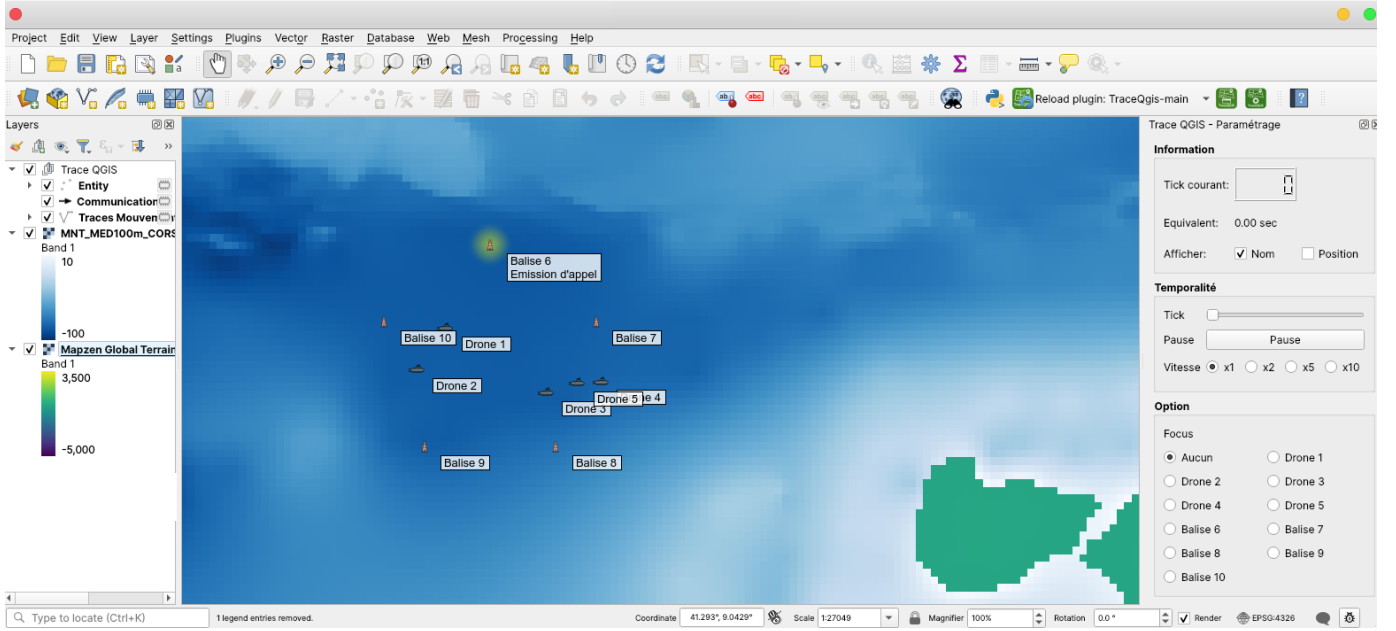 Project Edit View Layer Settings Plugins Vector Raster Database Web Mesh Processing Help
Reload plugin: TraceQgis-main
Layers
Trace QGIS
Entity
Communication
Traces Mouvem
MNT_MED100m_CORS
Band 1
10
-100
Mapzen Global Terrain
Band 1
3,500
-5,000
Balise 6
Emission d'appel
Balise 10
Drone 1
Balise 7
Drone 2
Drone 3
Drone 5
ne 4
Balise 9
Balise 8
Trace QGIS - Paramétrage
Information
Tick courant: 0
Equivalent: 0.00 sec
Afficher: Nom Position
Temporalité
Tick
Pause Pause
Vitesse x1 x2 x5 x10
Option
Focus
Aucun Drone 1
Drone 2 Drone 3
Drone 4 Drone 5
Balise 6 Balise 7
Balise 8 Balise 9
Balise 10
Type to locate (Ctrl+K) 1 legend entries removed. Coordinate 41.293°, 9.0429° Scale 1:27049 Magnifier 100% Rotation 0.0 ° Render EPSG:4326